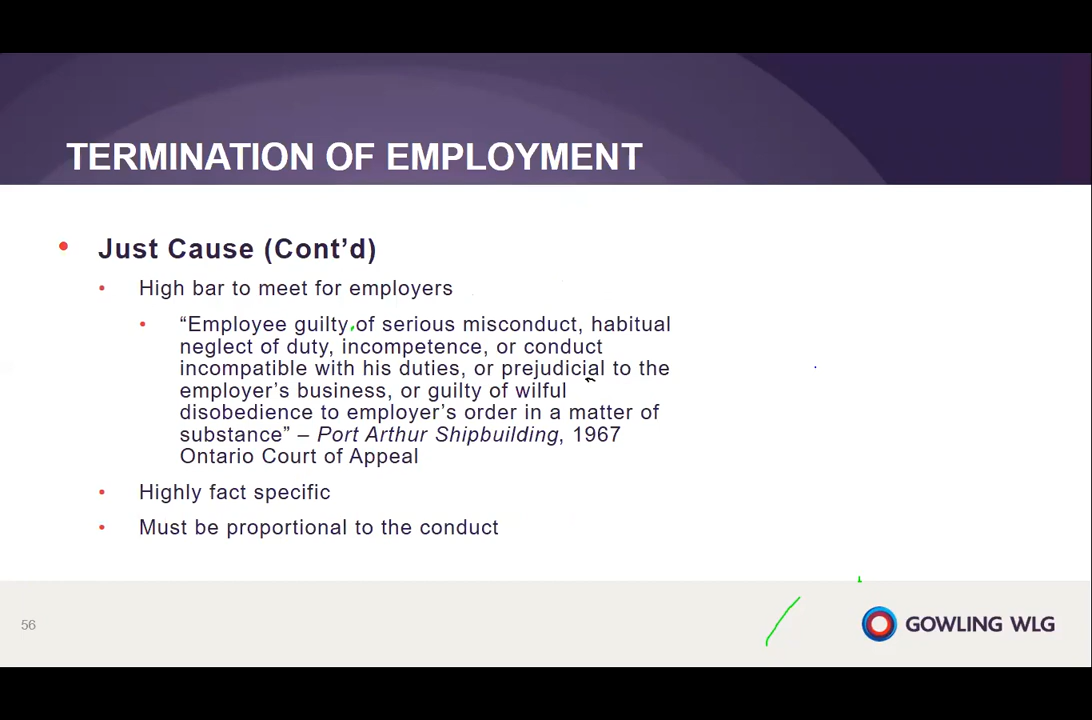 TERMINATION OF EMPLOYMENT
• Just Cause (Cont’d)
• High bar to meet for employers
• “Employee guilty of serious misconduct, habitual
neglect of duty, incompetence, or conduct
incompatible with his duties, or prejudicial to the
employer’s business, or guilty of wilful
disobedience to employer’s order in a matter of
substance” – Port Arthur Shipbuilding, 1967
Ontario Court of Appeal
• Highly fact specific
• Must be proportional to the conduct
56
GOWLING WLG